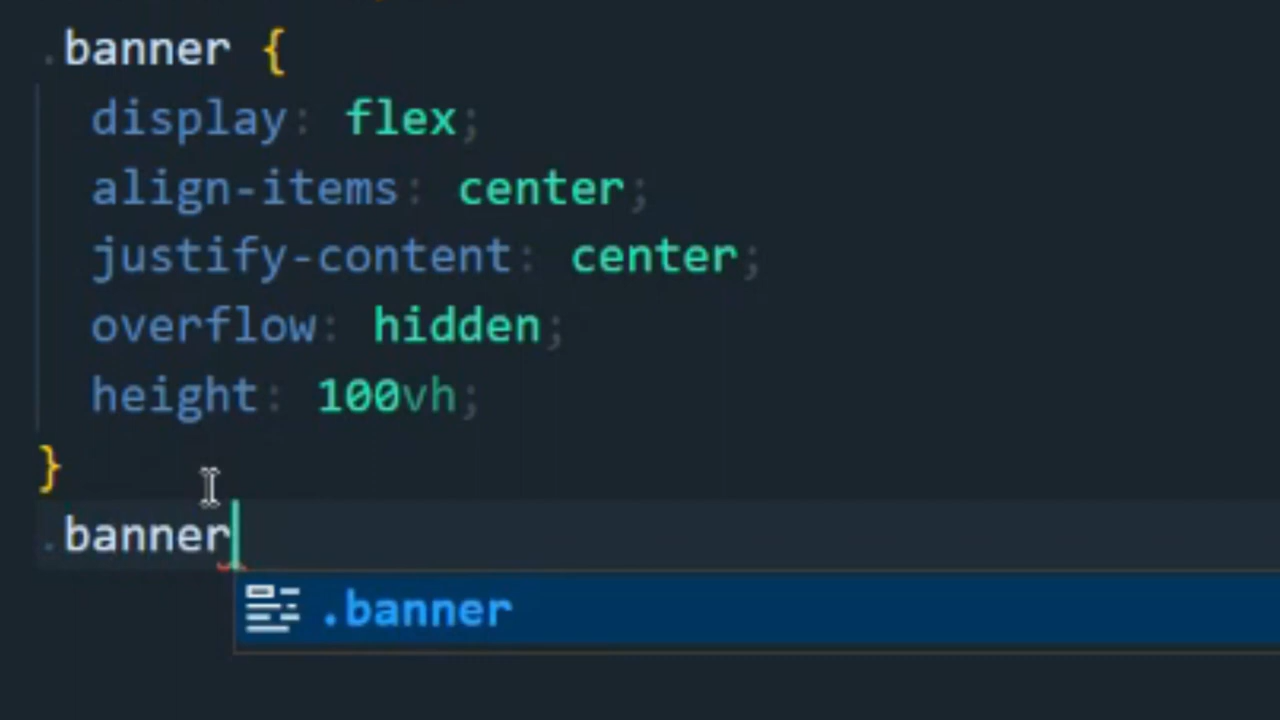 .banner {
display: flex;
align-items: center;
justify-content: center;
overflow: hidden;
height: 100vh;
}
.banner
.banner